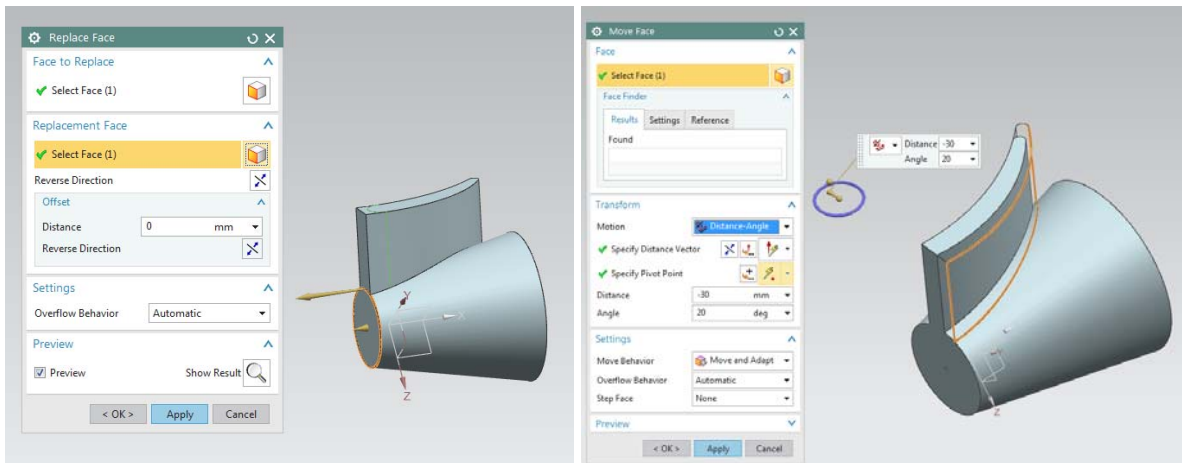 Replace Face
Face to Replace
Select Face (1)
Replacement Face
Select Face (1)
Reverse Direction
Offset
Distance 0 mm
Reverse Direction
Settings
Overflow Behavior Automatic
Preview
Preview Show Result
< OK > Apply Cancel
Y
X
Z
Move Face
Face
Select Face (1)
Face Finder
Results Settings Reference
Found
Transform
Motion Distance-Angle
Specify Distance Vector
Specify Pivot Point
Distance -30 mm
Angle 20 deg
Settings
Move Behavior Move and Adapt
Overflow Behavior Automatic
Step Face None
Preview
< OK > Apply Cancel
Distance -30
Angle 20
Z